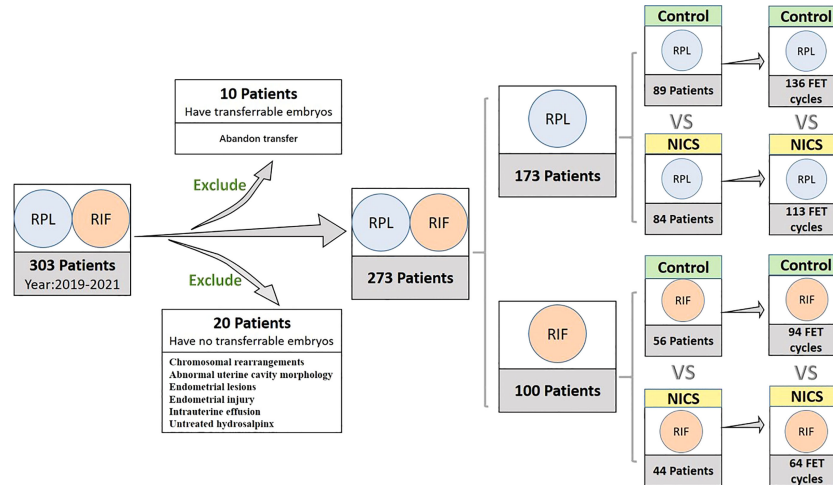 RPL
RIF
303 Patients
Year:2019-2021
10 Patients
Have transferrable embryos
Abandon transfer
Exclude
Exclude
20 Patients
Have no transferrable embryos
Chromosomal rearrangements
Abnormal uterine cavity morphology
Endometrial lesions
Endometrial injury
Intrauterine effusion
Untreated hydrosalpinx
RPL
RIF
273 Patients
RPL
173 Patients
RIF
100 Patients
Control
RPL
89 Patients
VS
NICS
RPL
84 Patients
Control
RPL
136 FET
cycles
VS
NICS
RPL
113 FET
cycles
Control
RIF
56 Patients
VS
NICS
RIF
44 Patients
Control
RIF
94 FET
cycles
VS
NICS
RIF
64 FET
cycles